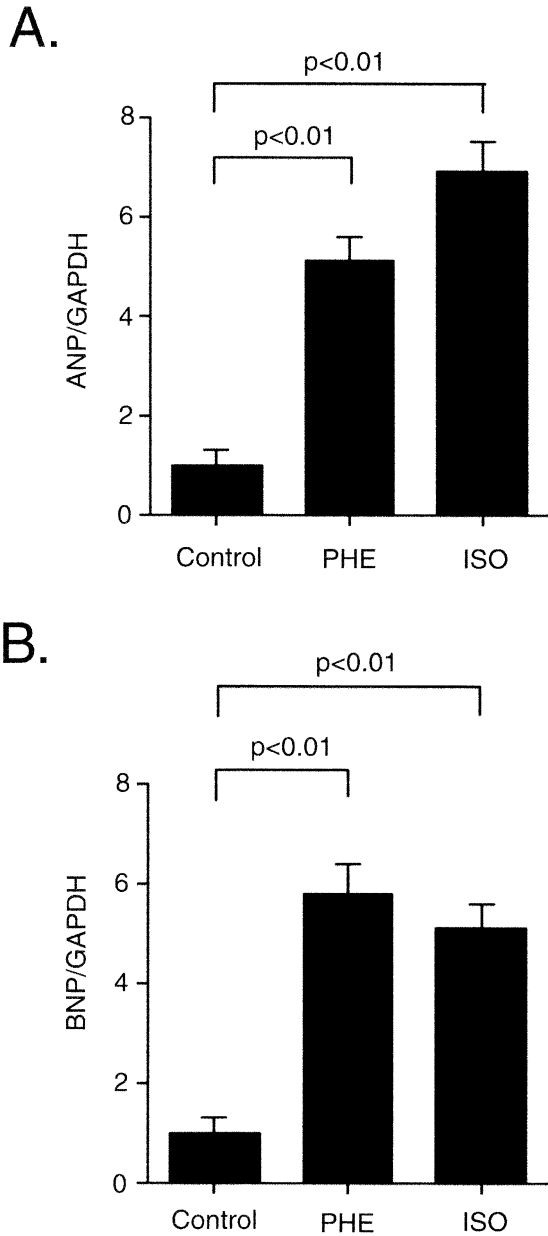 A.
p<0.01
p<0.01
8
6
4
2
0
ANP/GAPDH
Control PHE ISO
B.
p<0.01
p<0.01
8
6
4
2
0
BNP/GAPDH
Control PHE ISO